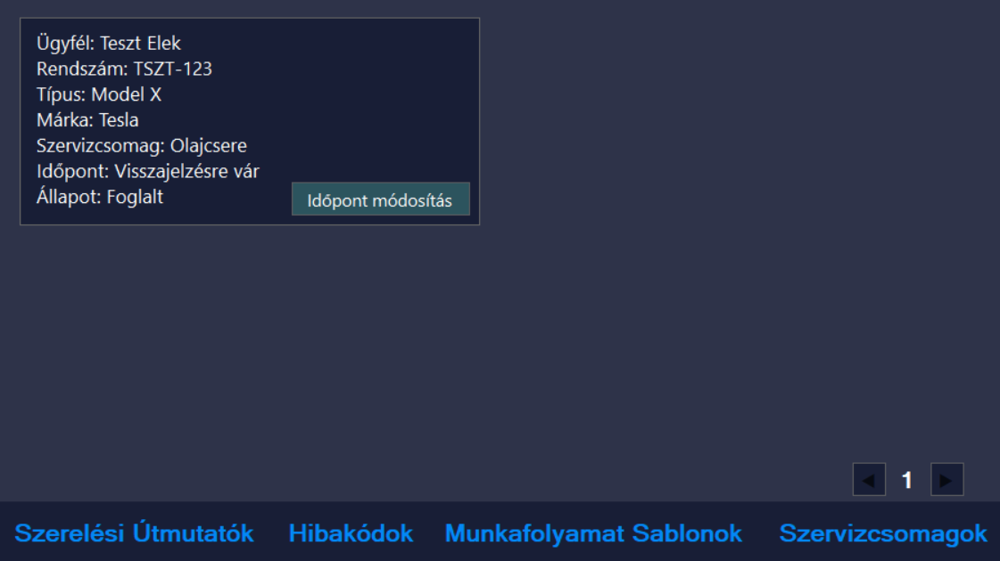 Ügyfél: Teszt Elek
Rendszám: TSZT-123
Típus: Model X
Márka: Tesla
Szervizcsomag: Olajcsere
Időpont: Visszajelzésre vár
Állapot: Foglalt
Időpont módosítás
◀ 1 ▶
Szerelési Útmutatók Hibakódok Munkafolyamat Sablonok Szervizcsomagok